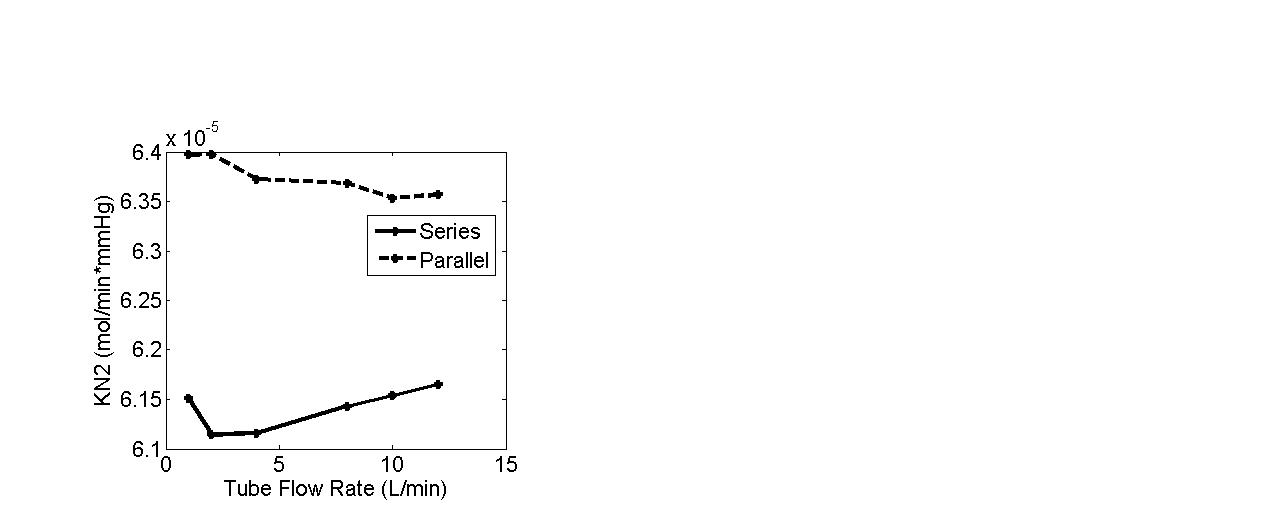 x 10-5
6.4
6.35
6.3
6.25
6.2
6.15
6.1
KN2 (mol/min*mmHg)
Series
Parallel
0 5 10 15
Tube Flow Rate (L/min)